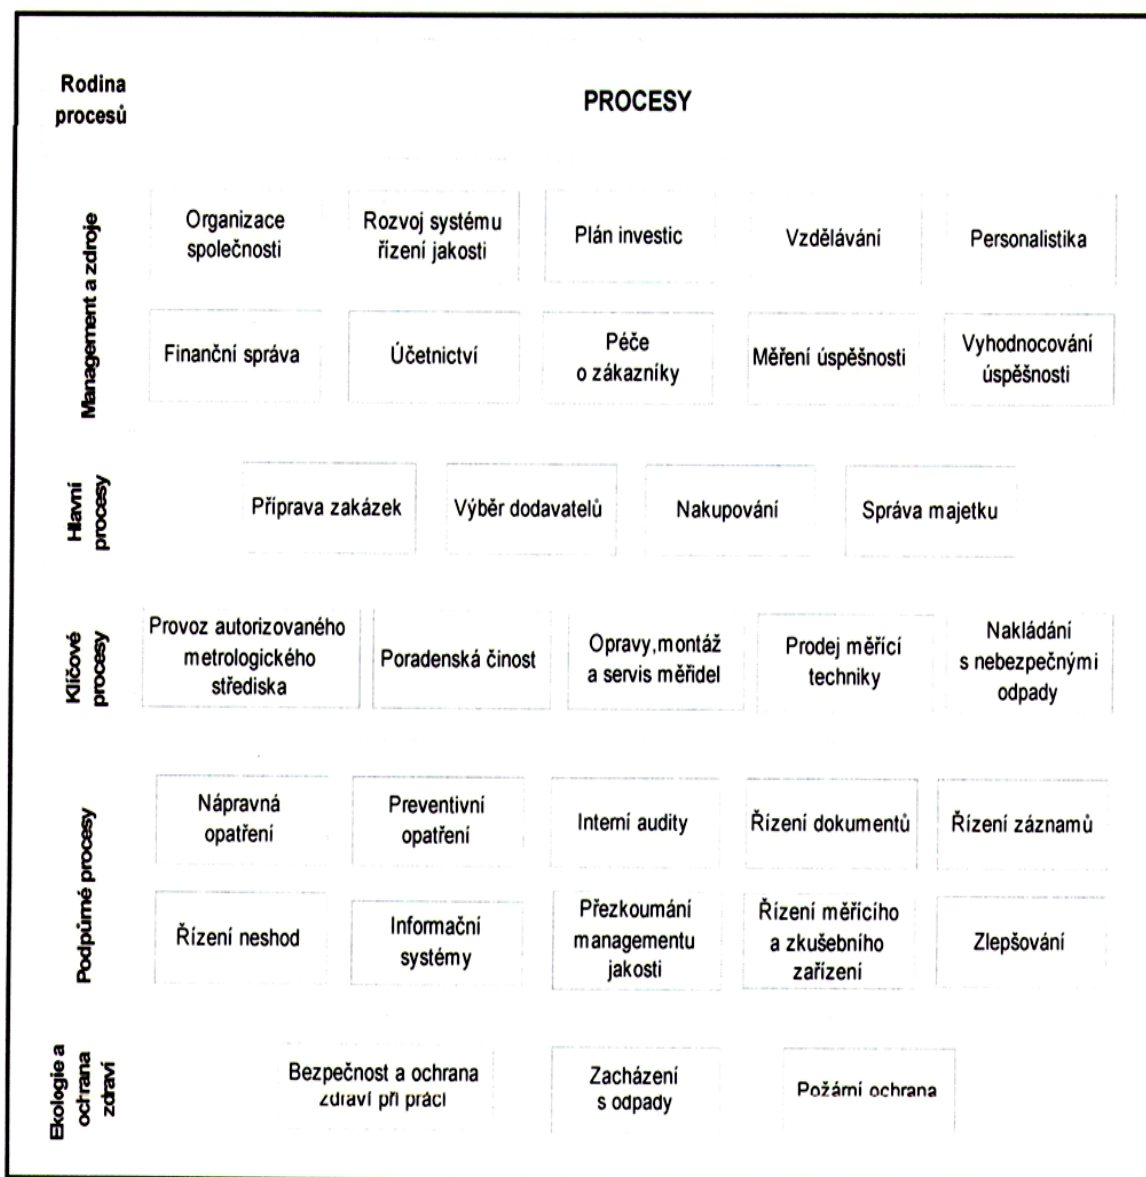 Rodina
procesů
PROCESY
Management a zdroje
Organizace
společnosti
Rozvoj systému
řízení jakosti
Plán investic
Vzdělávání
Personalistika
Finanční správa
Účetnictví
Péče
o zákazníky
Měření úspěšnosti
Vyhodnocování
úspěšnosti
Hlavní
procesy
Příprava zakázek
Výběr dodavatelů
Nakupování
Správa majetku
Klíčové
procesy
Provoz autorizovaného
metrologického
střediska
Poradenská činost
Opravy,montáž
a servis měřidel
Prodej měřící
techniky
Nakládání
s nebezpečnými
odpady
Podpůrné procesy
Nápravná
opatření
Preventivní
opatření
Interní audity
Řízení dokumentů
Řízení záznamů
Řízení neshod
Informační
systémy
Přezkoumání
managementu
jakosti
Řízení měřicího
a zkušebního
zařízení
Zlepšování
Ekologie a
ochrana
zdraví
Bezpečnost a ochrana
zdraví při práci
Zacházení
s odpady
Požární ochrana